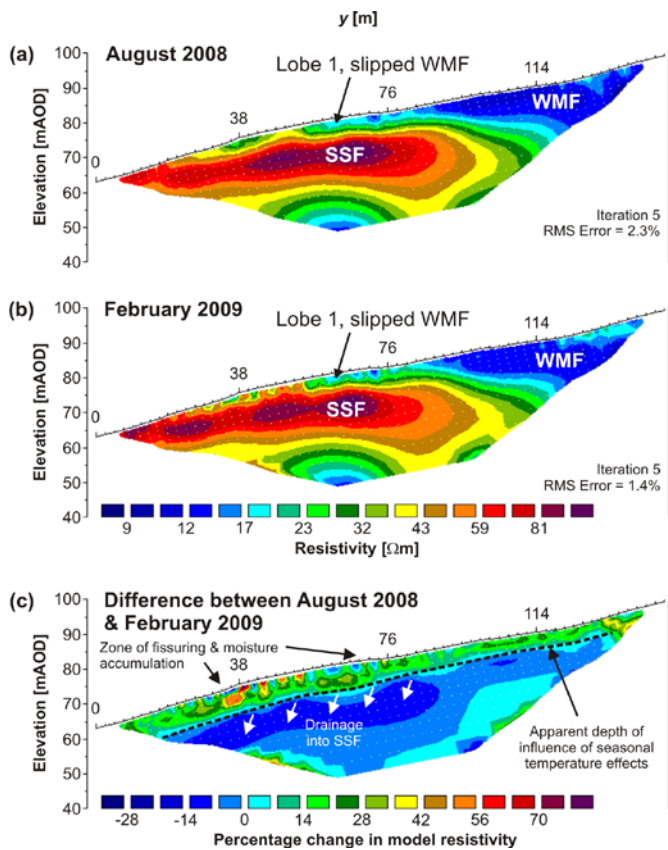 y [m]
(a) August 2008
Lobe 1, slipped WMF
100
90
80
70
60
50
40
Elevation [mAOD]
0
38
76
114
WMF
SSF
Iteration 5
RMS Error = 2.3%
(b) February 2009
Lobe 1, slipped WMF
100
90
80
70
60
50
40
Elevation [mAOD]
0
38
76
114
WMF
SSF
Iteration 5
RMS Error = 1.4%
9 12 17 23 32 43 59 81
Resistivity [Ωm]
(c) Difference between August 2008
& February 2009
Zone of fissuring & moisture
accumulation
100
90
80
70
60
50
40
Elevation [mAOD]
0
38
76
114
Drainage
into SSF
Apparent depth of
influence of seasonal
temperature effects
-28 -14 0 14 28 42 56 70
Percentage change in model resistivity